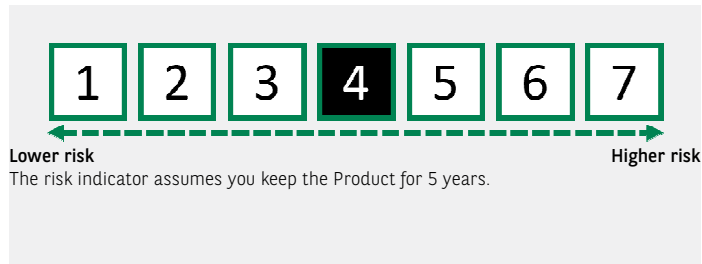 1 2 3 4 5 6 7
Lower risk Higher risk
The risk indicator assumes you keep the Product for 5 years.